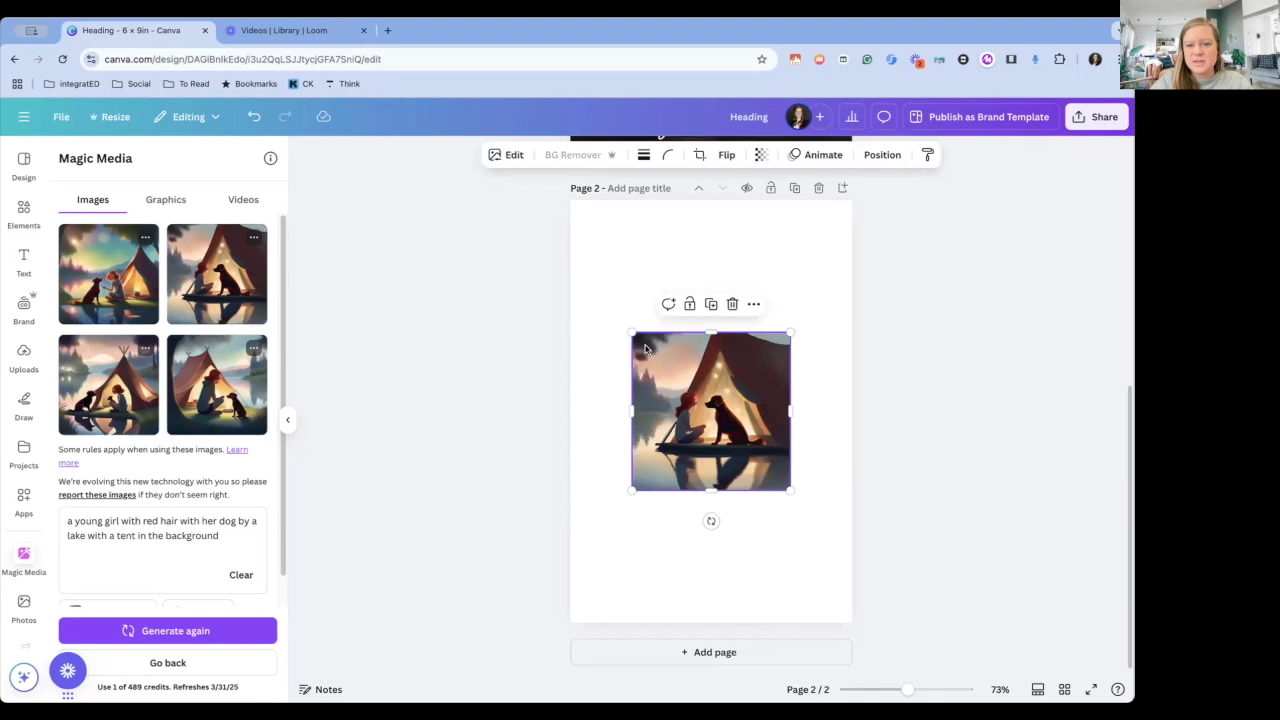 Heading - 6 × 9in - Canva
Videos | Library | Loom
canva.com/design/DAGiBnIkEdo/i3u2QqLSJJtycjGFA7SniQ/edit
2
integratED
Social
To Read
Bookmarks
CK
Think
File
Resize
Editing
Heading
Publish as Brand Template
Share
Design
Elements
Text
Brand
Uploads
Draw
Projects
Apps
Magic Media
Photos
Magic Media
Images
Graphics
Videos
Some rules apply when using these images. Learn
more
We're evolving this new technology with you so please
report these images if they don't seem right.
a young girl with red hair with her dog by a
lake with a tent in the background
Clear
Generate again
Go back
Use 1 of 489 credits. Refreshes 3/31/25
Edit
BG Remover
Flip
Animate
Position
Page 2 - Add page title
+ Add page
Notes
Page 2 / 2
73%